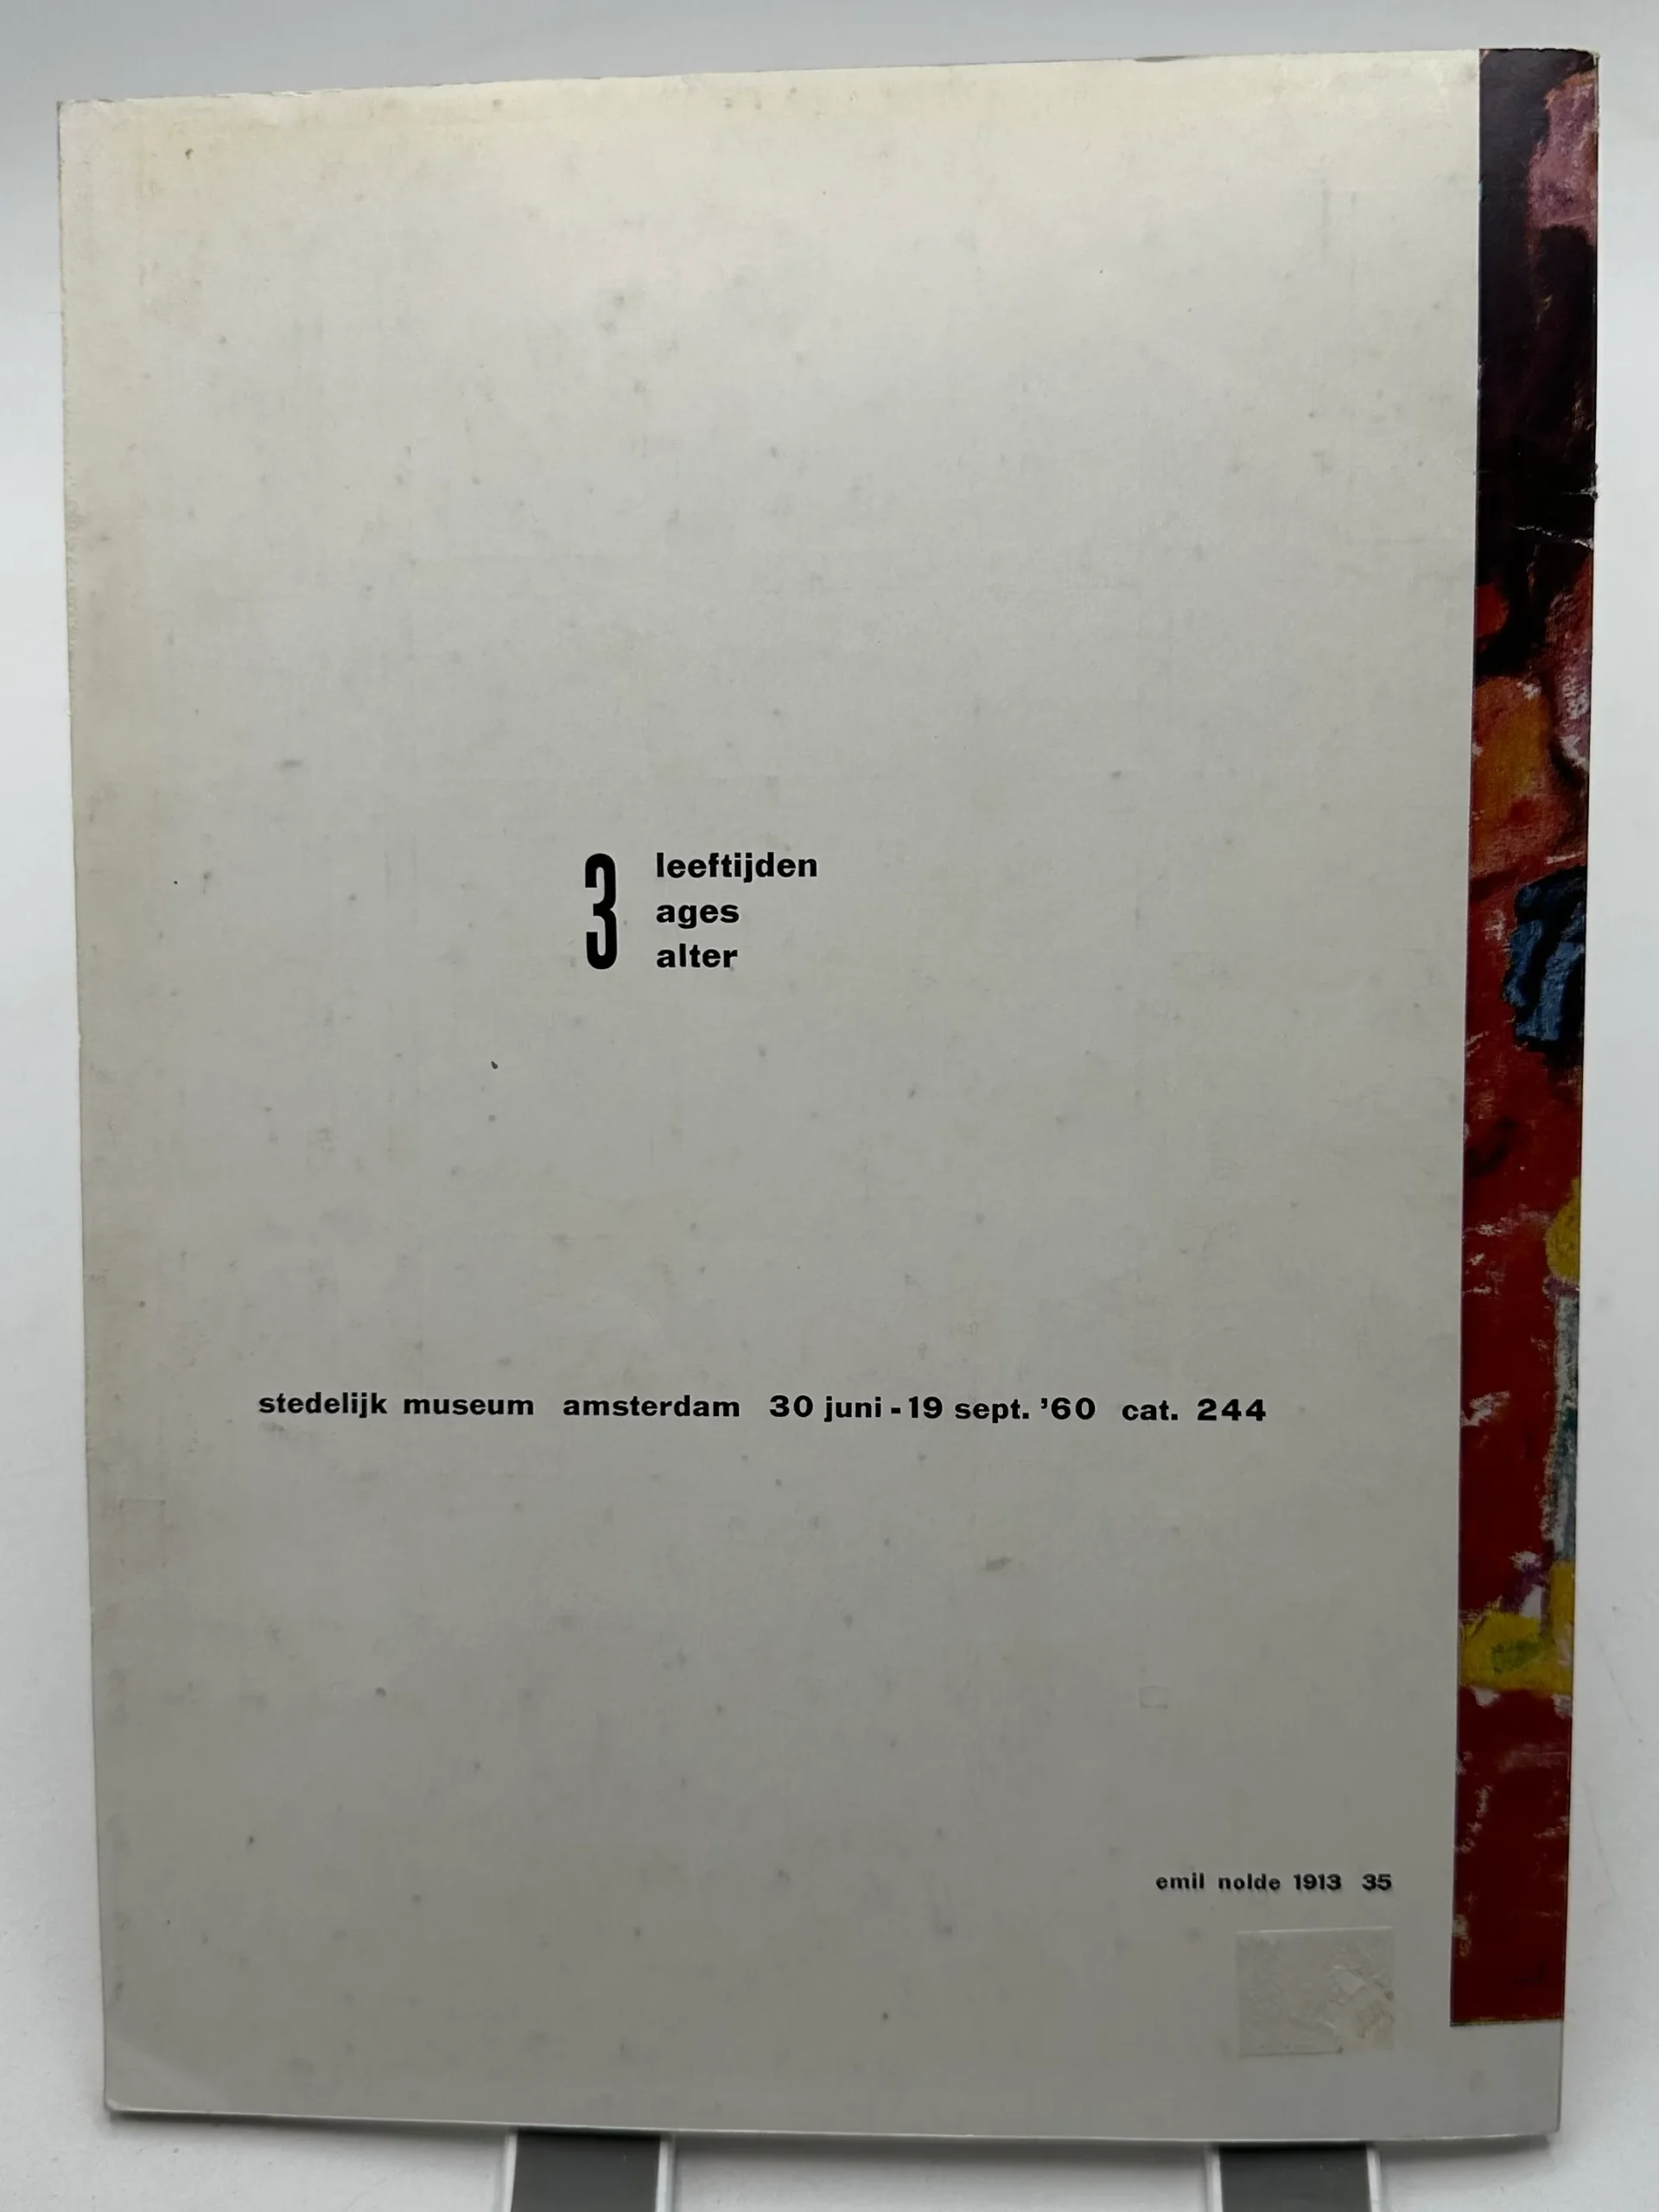 3 leeftijden
ages
alter
stedelijk museum amsterdam 30 juni - 19 sept. '60 cat. 244
emil nolde 1913 35